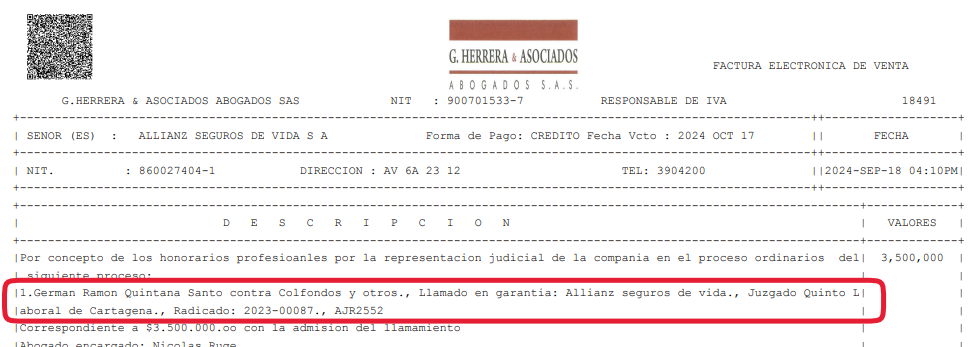 G. HERRERA & ASOCIADOS
ABOGADOS S.A.S.
FACTURA ELECTRONICA DE VENTA
G.HERRERA & ASOCIADOS ABOGADOS SAS NIT : 900701533-7 RESPONSABLE DE IVA 18491
SENOR (ES) : ALLIANZ SEGUROS DE VIDA S A Forma de Pago: CREDITO Fecha Vcto : 2024 OCT 17 || FECHA
NIT. : 860027404-1 DIRECCION : AV 6A 23 12 TEL: 3904200 ||2024-SEP-18 04:10PM|
D E S C R I P C I O N | VALORES |
|Por concepto de los honorarios profesioanles por la representacion judicial de la compania en el proceso ordinarios del| 3,500,000 |
| siguiente proceso:
|1.German Ramon Quintana Santo contra Colfondos y otros., Llamado en garantia: Allianz seguros de vida., Juzgado Quinto L|
|aboral de Cartagena., Radicado: 2023-00087., AJR2552
|Correspondiente a $3.500.000.oo con la admision del llamamiento
|Abogado encargado: Nicolas Ruge